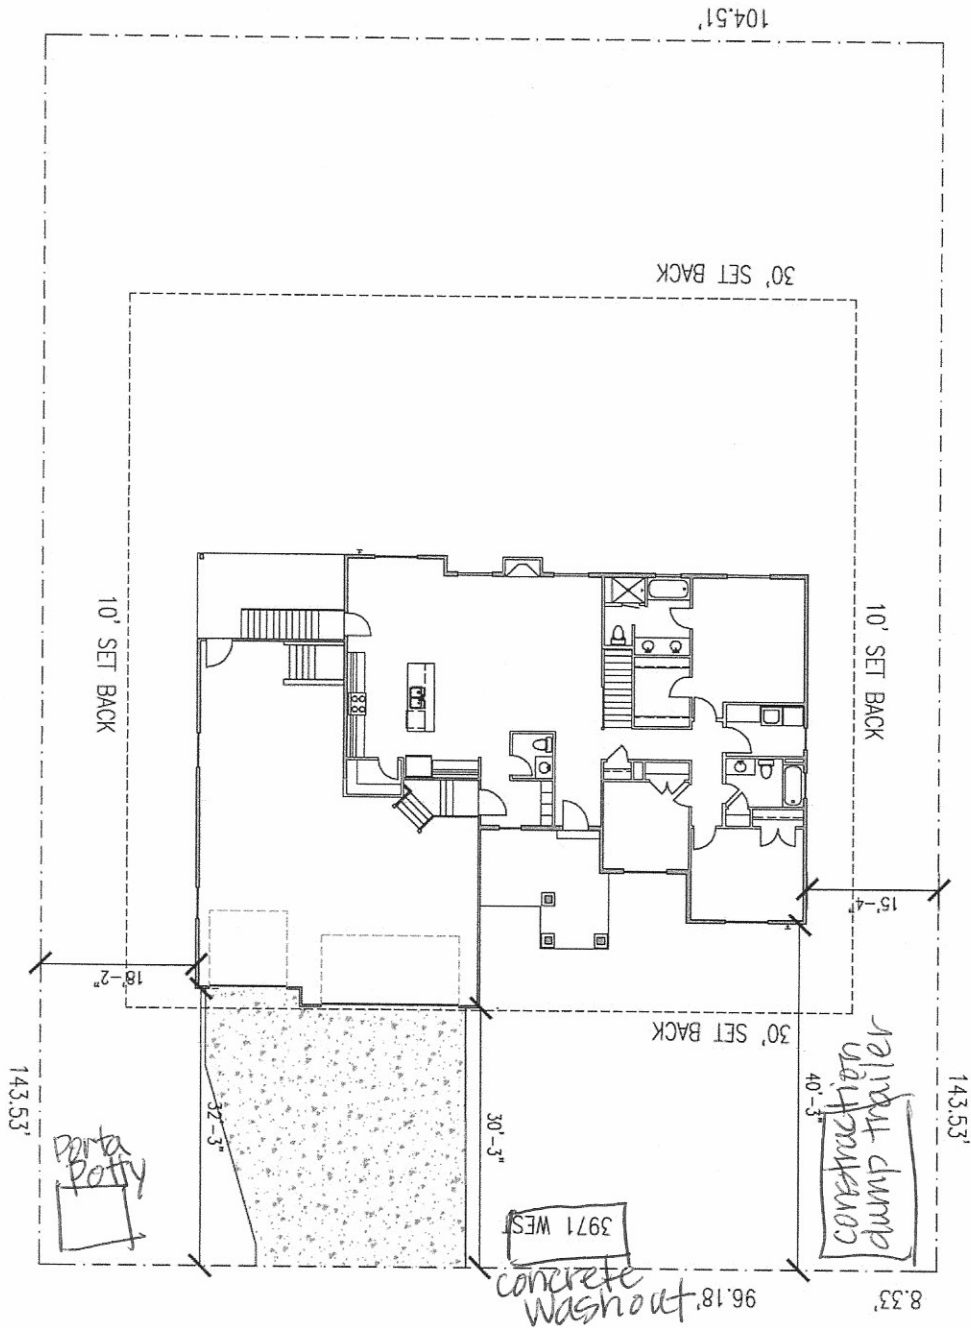 104.51'
30' SET BACK
10' SET BACK
10' SET BACK
15'-4"
18'-2"
30' SET BACK
143.53'
143.53'
32'-3"
30'-3"
40'-3"
porta
potty
construction
dump trailer
3971 WEST
concrete
washout
96.18'
8.33'